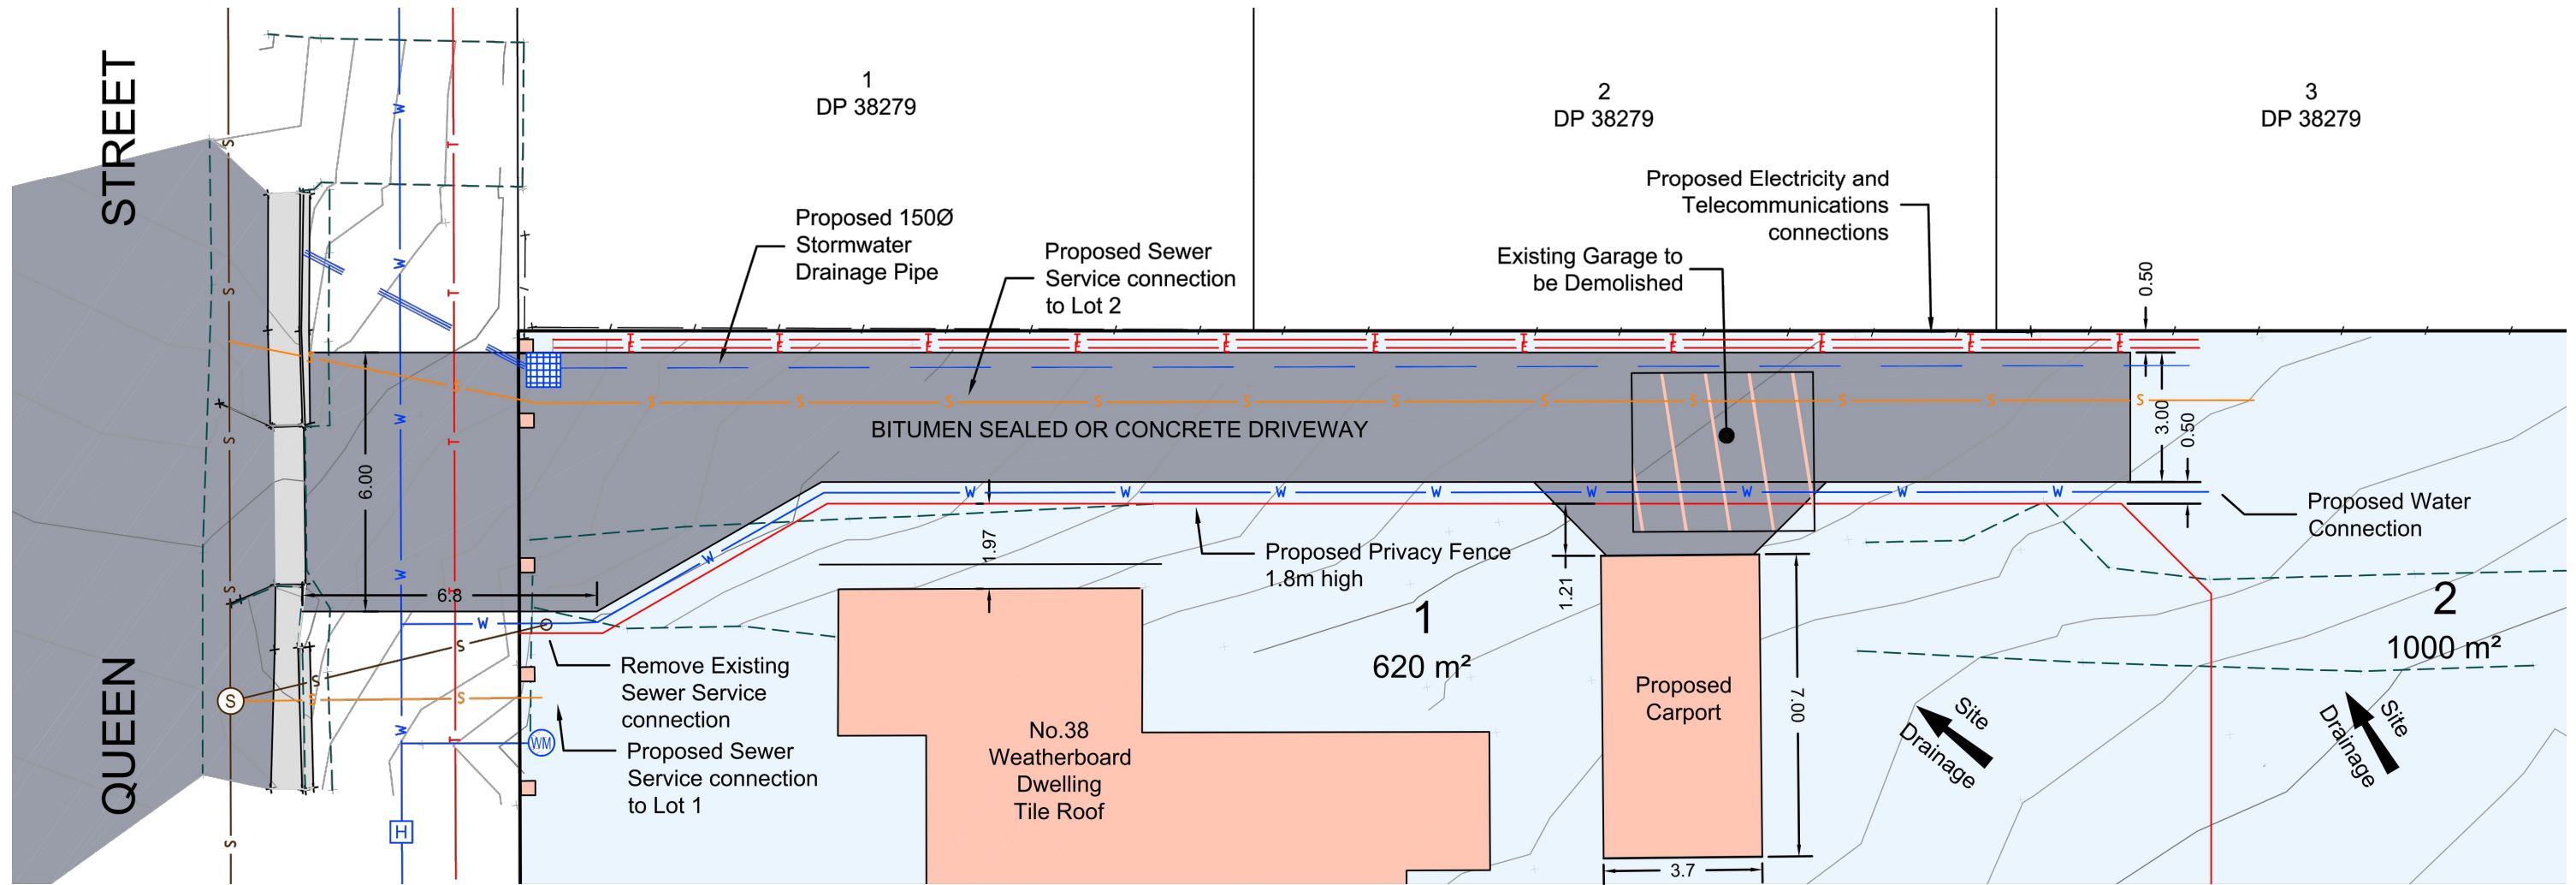 STREET
QUEEN
1
DP 38279
2
DP 38279
3
DP 38279
Proposed 150Ø
Stormwater
Drainage Pipe
Proposed Sewer
Service connection
to Lot 2
Existing Garage to
be Demolished
Proposed Electricity and
Telecommunications
connections
0.50
3.00
0.50
6.00
6.8
BITUMEN SEALED OR CONCRETE DRIVEWAY
1.97
Proposed Privacy Fence
1.8m high
1.21
Proposed Water
Connection
1
620 m²
2
1000 m²
Remove Existing
Sewer Service
connection
Proposed Sewer
Service connection
to Lot 1
No.38
Weatherboard
Dwelling
Tile Roof
Proposed
Carport
7.00
3.7
Site
Drainage
Site
Drainage
S
WM
H
S S S S S S
W W W W W
T T T T T
S S S S S S S S S S S S S
W W W W W W W W W W
E E E E E E E E E E E
T T T T T T T T T T T
S S
S S